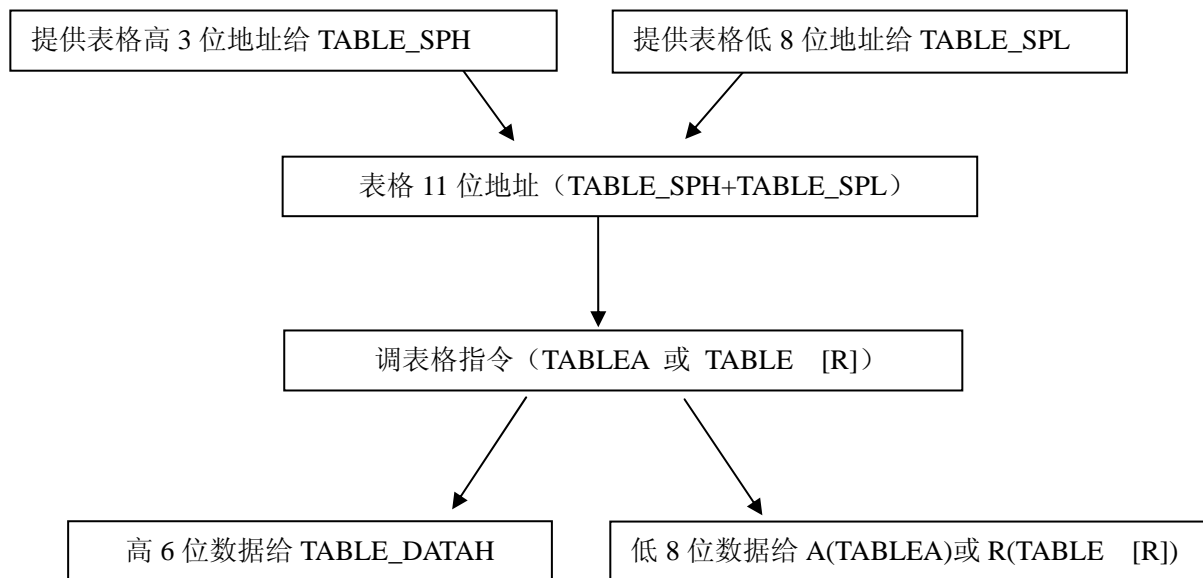 提供表格高 3 位地址给 TABLE_SPH
提供表格低 8 位地址给 TABLE_SPL
表格 11 位地址（TABLE_SPH+TABLE_SPL）
调表格指令（TABLEA 或 TABLE [R]）
高 6 位数据给 TABLE_DATAH
低 8 位数据给 A(TABLEA)或 R(TABLE [R])